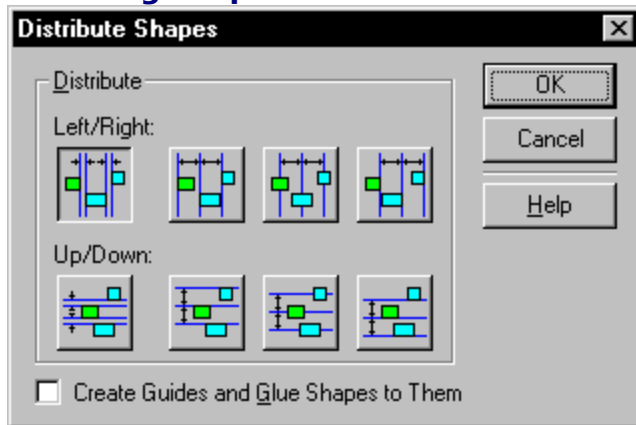 Distribute Shapes
Distribute
OK
Left/Right:
Cancel
Help
Up/Down:
Create Guides and Glue Shapes to Them